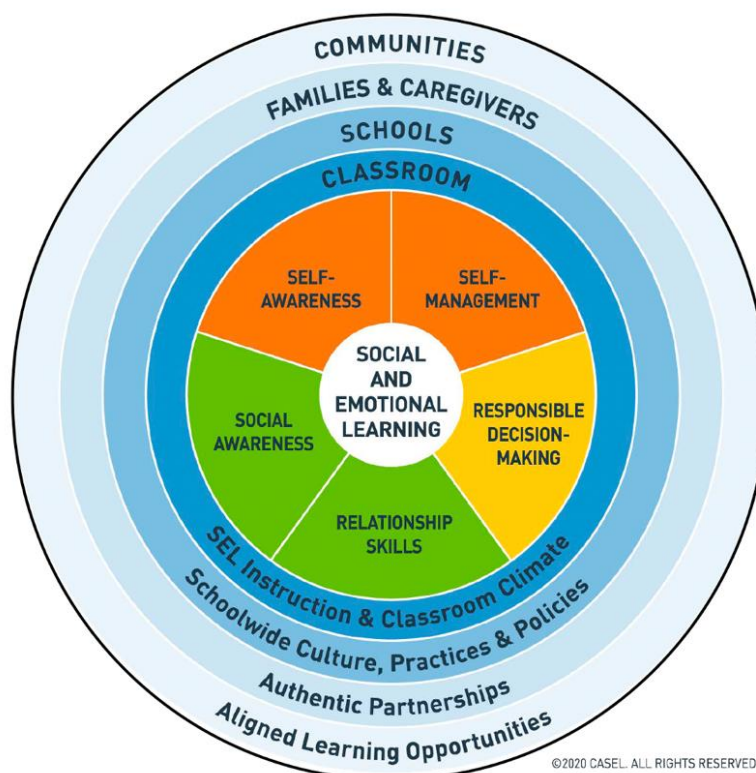 COMMUNITIES
FAMILIES & CAREGIVERS
SCHOOLS
CLASSROOM
SELF-
AWARENESS
SELF-
MANAGEMENT
SOCIAL
AND
EMOTIONAL
LEARNING
SOCIAL
AWARENESS
RESPONSIBLE
DECISION-
MAKING
RELATIONSHIP
SKILLS
SEL Instruction & Classroom Climate
Schoolwide Culture, Practices & Policies
Authentic Partnerships
Aligned Learning Opportunities
©2020 CASEL. ALL RIGHTS RESERVED